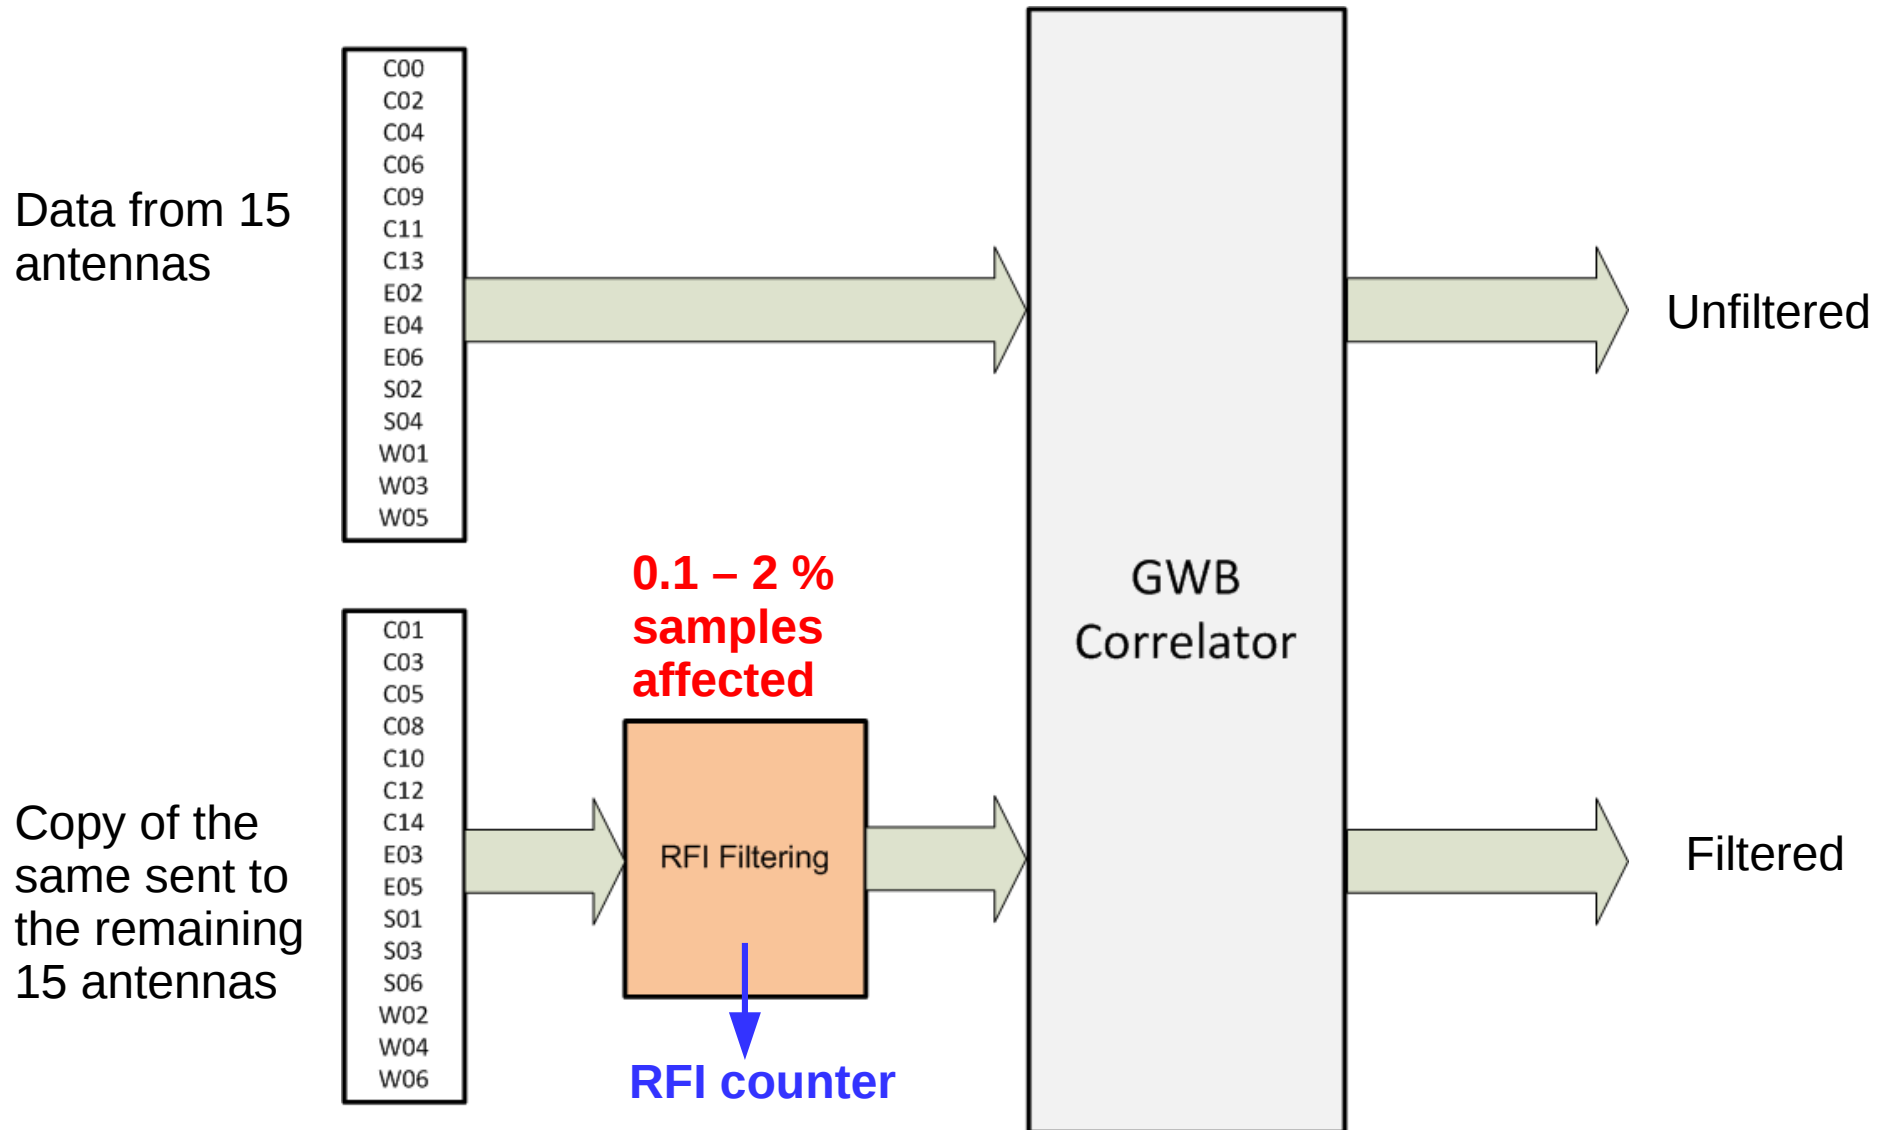 Data from 15
antennas
C00
C02
C04
C06
C09
C11
C13
E02
E04
E06
S02
S04
W01
W03
W05
Unfiltered
GWB
Correlator
0.1 – 2 %
samples
affected
Copy of the
same sent to
the remaining
15 antennas
C01
C03
C05
C08
C10
C12
C14
E03
E05
S01
S03
S06
W02
W04
W06
RFI Filtering
RFI counter
Filtered